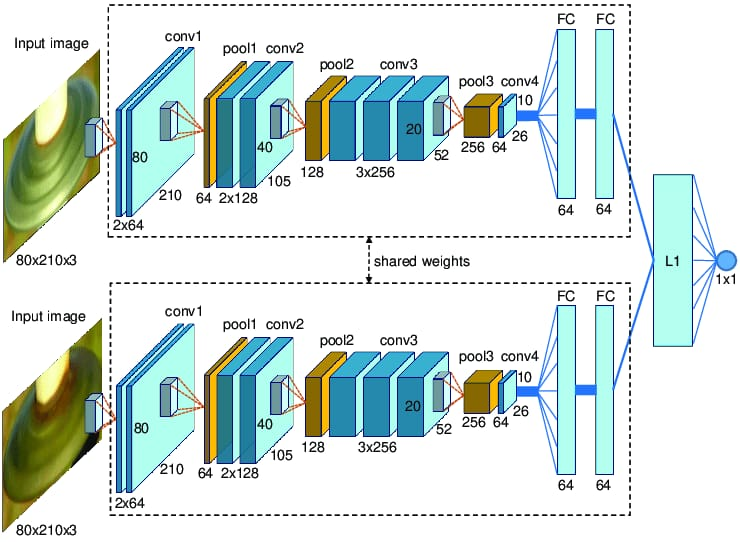 FC FC
Input image
conv1
pool1 conv2
pool2 conv3
pool3 conv4
10
80
40
20
26
52
256 64
210
105
128 3x256
64 2x128
2x64
64 64
80x210x3
shared weights
L1
1x1
FC FC
Input image
conv1
pool1 conv2
pool2 conv3
pool3 conv4
10
80
40
20
26
52
256 64
210
105
128 3x256
64 2x128
2x64
64 64
80x210x3